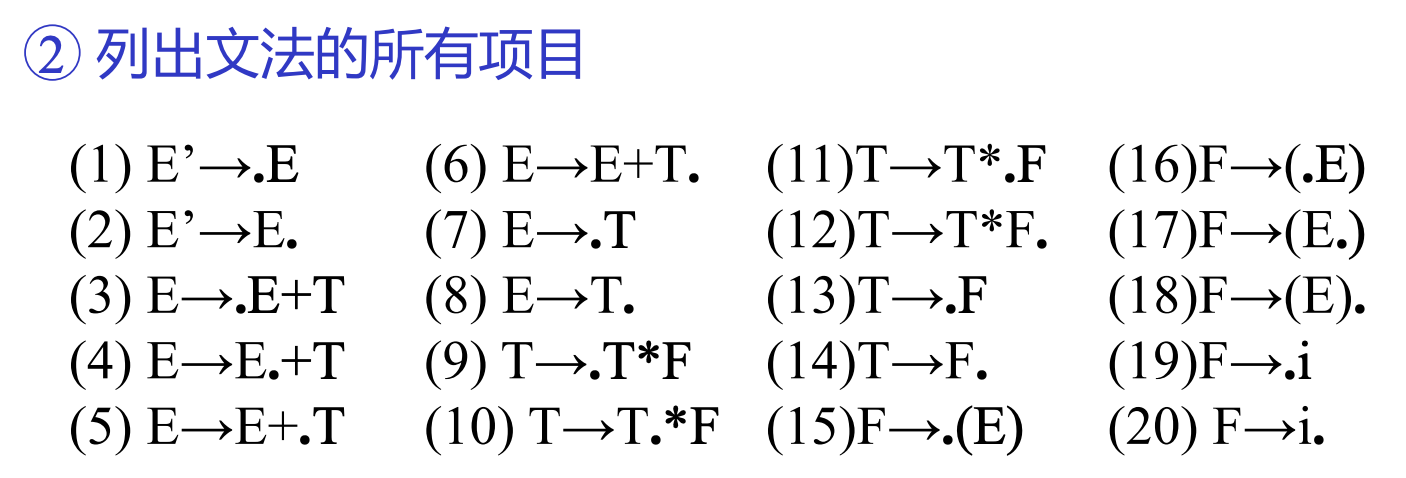 ② 列出文法的所有项目
(1) E’→.E (6) E→E+T. (11)T→T*.F (16)F→(.E)
(2) E’→E. (7) E→.T (12)T→T*F. (17)F→(E.)
(3) E→.E+T (8) E→T. (13)T→.F (18)F→(E).
(4) E→E.+T (9) T→.T*F (14)T→F. (19)F→.i
(5) E→E+.T (10) T→T.*F (15)F→.(E) (20) F→i.